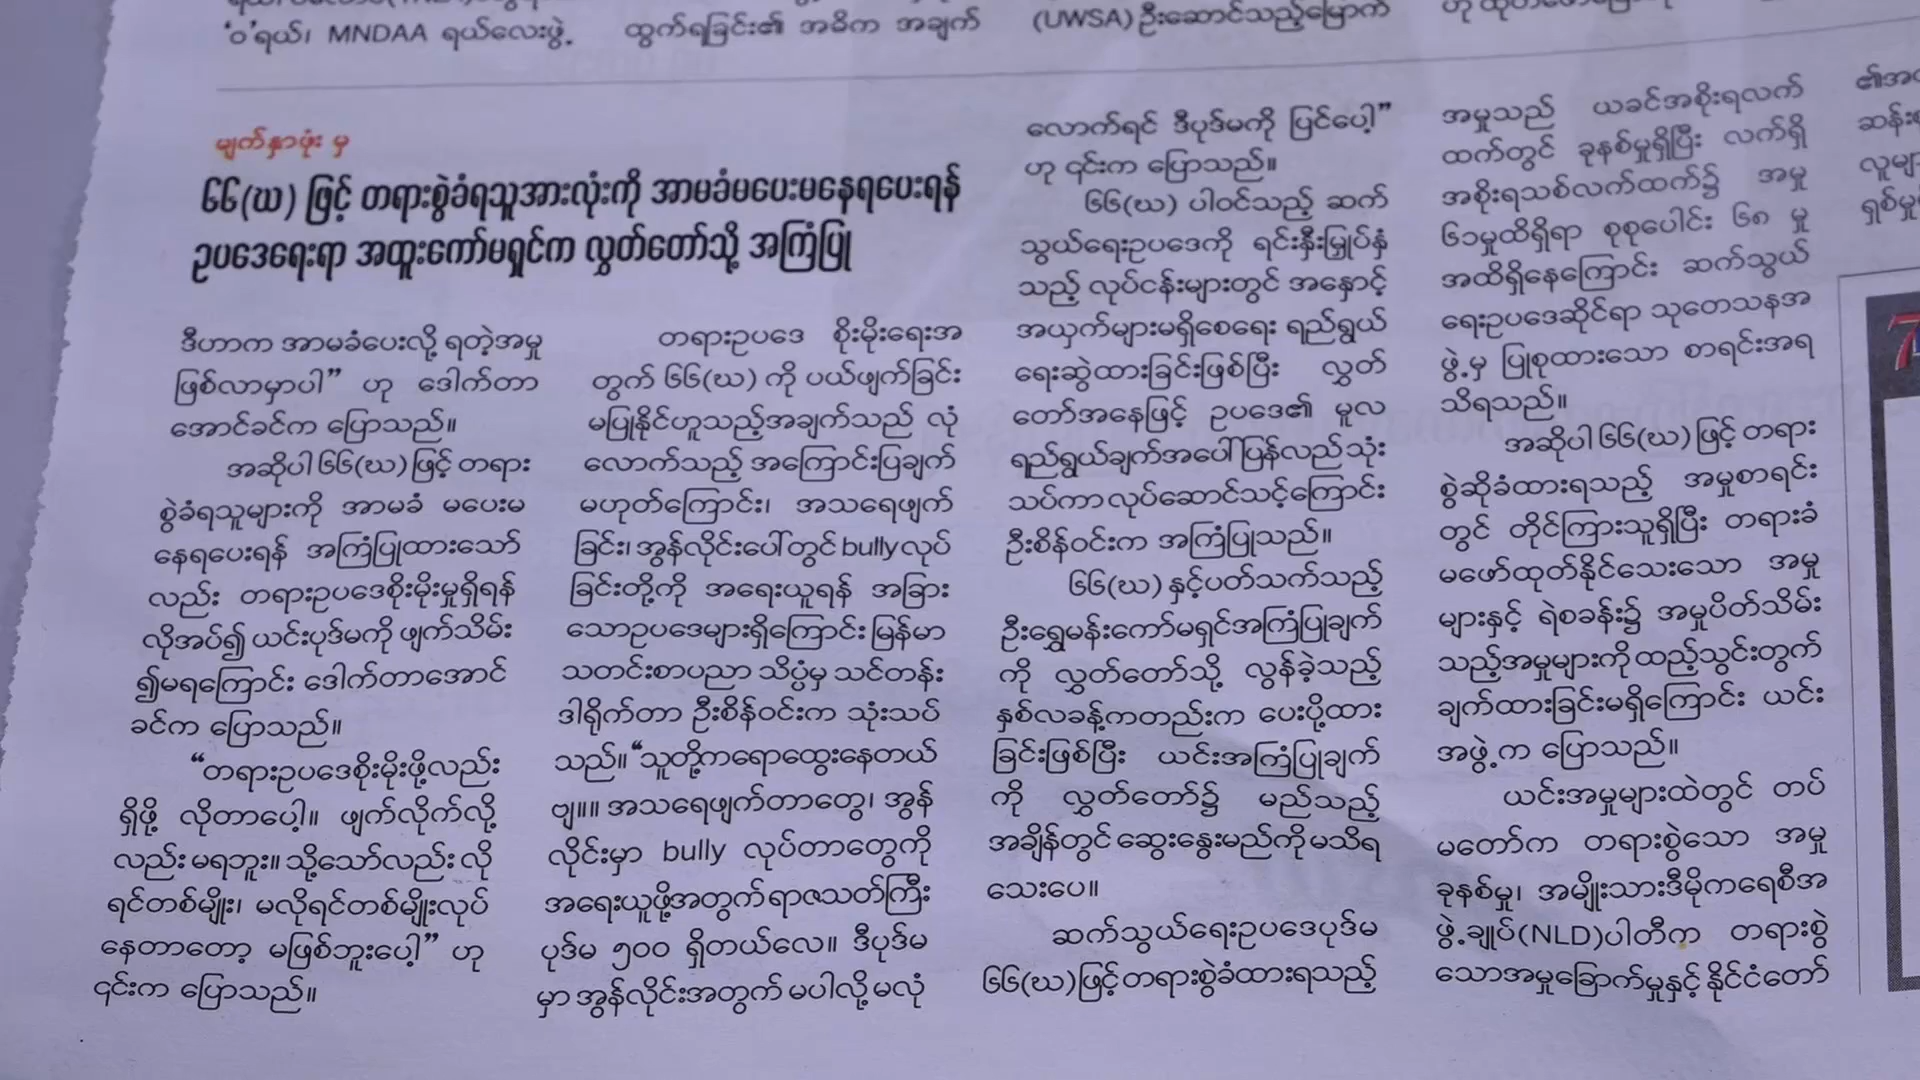 ‘ဝ’ရယ်၊ MNDAA ရယ်လေးဖွဲ့
ထွက်ရခြင်း၏ အဓိက အချက်
(UWSA) ဦးဆောင်သည့်မြောက်
မျက်နှာဖုံး မှ
၆၆(ဃ) ဖြင့် တရားစွဲခံရသူအားလုံးကို အာမခံမပေးမနေရပေးရန်
ဥပဒေရေးရာ အထူးကော်မရှင်က လွှတ်တော်သို့ အကြံပြု
ဒီဟာက အာမခံပေးလို့ ရတဲ့အမှု
ဖြစ်လာမှာပါ” ဟု ဒေါက်တာ
အောင်ခင်က ပြောသည်။
အဆိုပါ ၆၆(ဃ) ဖြင့် တရား
စွဲခံရသူများကို အာမခံ မပေးမ
နေရပေးရန် အကြံပြုထားသော်
လည်း တရားဥပဒေစိုးမိုးမှုရှိရန်
လိုအပ်၍ ယင်းပုဒ်မကို ဖျက်သိမ်း
၍မရကြောင်း ဒေါက်တာအောင်
ခင်က ပြောသည်။
“တရားဥပဒေစိုးမိုးဖို့လည်း
ရှိဖို့ လိုတာပေါ့။ ဖျက်လိုက်လို့
လည်း မရဘူး။ သို့သော်လည်း လို
ရင်တစ်မျိုး၊ မလိုရင်တစ်မျိုးလုပ်
နေတာတော့ မဖြစ်ဘူးပေါ့” ဟု
၎င်းက ပြောသည်။
တရားဥပဒေ စိုးမိုးရေးအ
တွက် ၆၆(ဃ) ကို ပယ်ဖျက်ခြင်း
မပြုနိုင်ဟူသည့်အချက်သည် လုံ
လောက်သည့် အကြောင်းပြချက်
မဟုတ်ကြောင်း၊ အသရေဖျက်
ခြင်း၊ အွန်လိုင်းပေါ်တွင် bully လုပ်
ခြင်းတို့ကို အရေးယူရန် အခြား
သောဥပဒေများရှိကြောင်း မြန်မာ
သတင်းစာပညာ သိပ္ပံမှ သင်တန်း
ဒါရိုက်တာ ဦးစိန်ဝင်းက သုံးသပ်
သည်။ “သူတို့ကရောထွေးနေတယ်
ဗျ။ အသရေဖျက်တာတွေ၊ အွန်
လိုင်းမှာ bully လုပ်တာတွေကို
အရေးယူဖို့အတွက် ရာဇသတ်ကြီး
ပုဒ်မ ၅၀၀ ရှိတယ်လေ။ ဒီပုဒ်မ
မှာ အွန်လိုင်းအတွက် မပါလို့ မလုံ
လောက်ရင် ဒီပုဒ်မကို ပြင်ပေါ့”
ဟု ၎င်းက ပြောသည်။
၆၆(ဃ) ပါဝင်သည့် ဆက်
သွယ်ရေးဥပဒေကို ရင်းနှီးမြှုပ်နှံ
သည့် လုပ်ငန်းများတွင် အနှောင့်
အယှက်များမရှိစေရေး ရည်ရွယ်
ရေးဆွဲထားခြင်းဖြစ်ပြီး လွှတ်
တော်အနေဖြင့် ဥပဒေ၏ မူလ
ရည်ရွယ်ချက်အပေါ် ပြန်လည်သုံး
သပ်ကာ လုပ်ဆောင်သင့်ကြောင်း
ဦးစိန်ဝင်းက အကြံပြုသည်။
၆၆(ဃ) နှင့်ပတ်သက်သည့်
ဦးရွှေမန်းကော်မရှင်အကြံပြုချက်
ကို လွှတ်တော်သို့ လွန်ခဲ့သည့်
နှစ်လခန့်ကတည်းက ပေးပို့ထား
ခြင်းဖြစ်ပြီး ယင်းအကြံပြုချက်
ကို လွှတ်တော်၌ မည်သည့်
အချိန်တွင် ဆွေးနွေးမည်ကို မသိရ
သေးပေ။
ဆက်သွယ်ရေးဥပဒေပုဒ်မ
၆၆(ဃ)ဖြင့် တရားစွဲခံထားရသည့်
အမှုသည် ယခင်အစိုးရလက်
ထက်တွင် ခုနစ်မှုရှိပြီး လက်ရှိ
အစိုးရသစ်လက်ထက်၌ အမှု
၆၁မှုထိရှိရာ စုစုပေါင်း ၆၈ မှု
အထိရှိနေကြောင်း ဆက်သွယ်
ရေးဥပဒေဆိုင်ရာ သုတေသနအ
ဖွဲ့မှ ပြုစုထားသော စာရင်းအရ
သိရသည်။
အဆိုပါ ၆၆(ဃ) ဖြင့် တရား
စွဲဆိုခံထားရသည့် အမှုစာရင်း
တွင် တိုင်ကြားသူရှိပြီး တရားခံ
မဖော်ထုတ်နိုင်သေးသော အမှု
များနှင့် ရဲစခန်း၌ အမှုပိတ်သိမ်း
သည့်အမှုများကို ထည့်သွင်းတွက်
ချက်ထားခြင်းမရှိကြောင်း ယင်း
အဖွဲ့က ပြောသည်။
ယင်းအမှုများထဲတွင် တပ်
မတော်က တရားစွဲသော အမှု
ခုနစ်မှု၊ အမျိုးသားဒီမိုကရေစီအ
ဖွဲ့ချုပ်(NLD)ပါတီက တရားစွဲ
သောအမှုခြောက်မှုနှင့် နိုင်ငံတော်